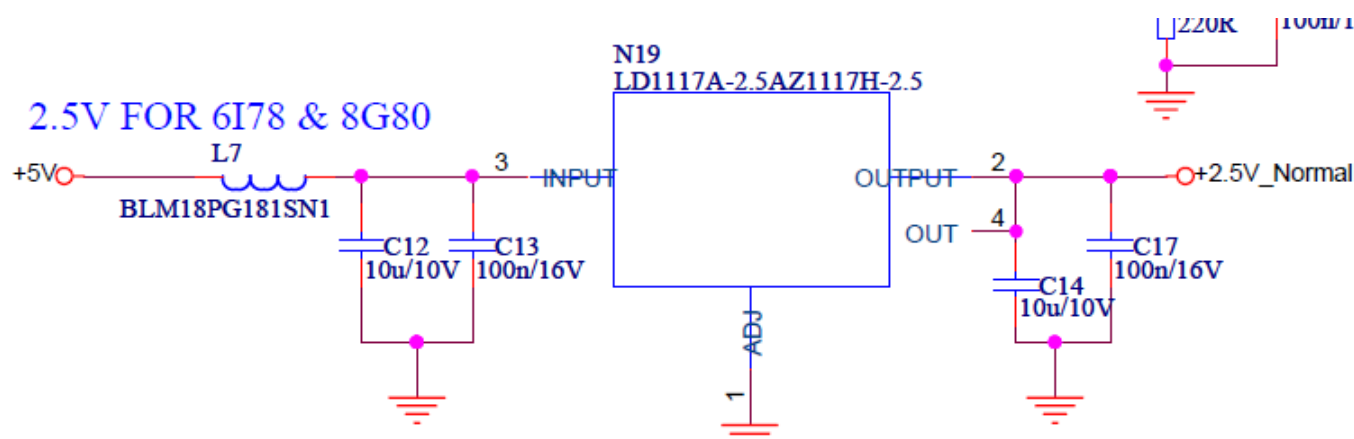 220R
100n/1
N19
LD1117A-2.5AZ1117H-2.5
2.5V FOR 6I78 & 8G80
L7
+5V
BLM18PG181SN1
3
INPUT
OUTPUT
2
+2.5V_Normal
OUT
4
C12
10u/10V
C13
100n/16V
C17
100n/16V
C14
10u/10V
ADJ
1